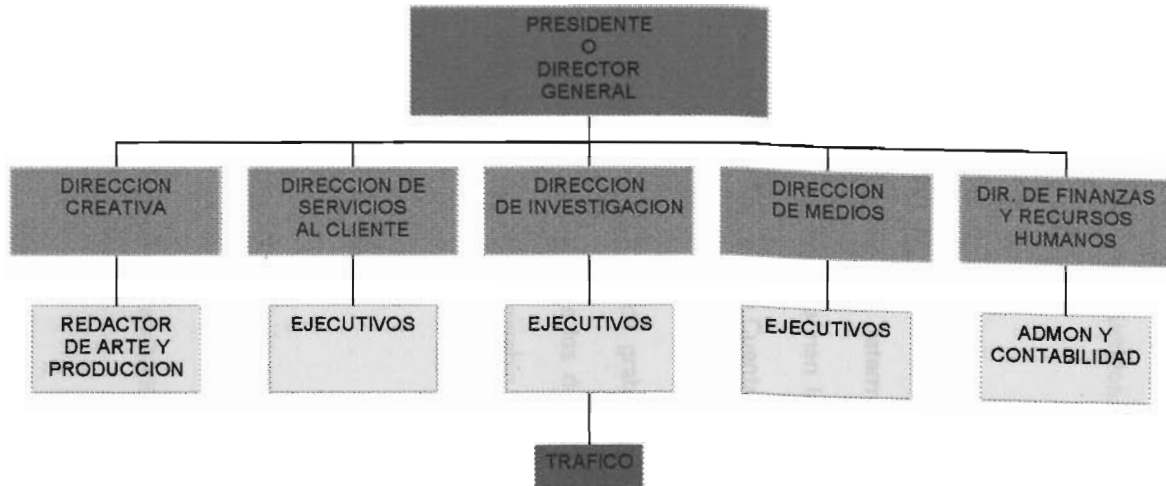 PRESIDENTE
O
DIRECTOR
GENERAL
DIRECCION
CREATIVA
DIRECCION DE
SERVICIOS
AL CLIENTE
DIRECCION
DE INVESTIGACION
DIRECCION
DE MEDIOS
DIR. DE FINANZAS
Y RECURSOS
HUMANOS
REDACTOR
DE ARTE Y
PRODUCCION
EJECUTIVOS
EJECUTIVOS
EJECUTIVOS
ADMON Y
CONTABILIDAD
TRAFICO